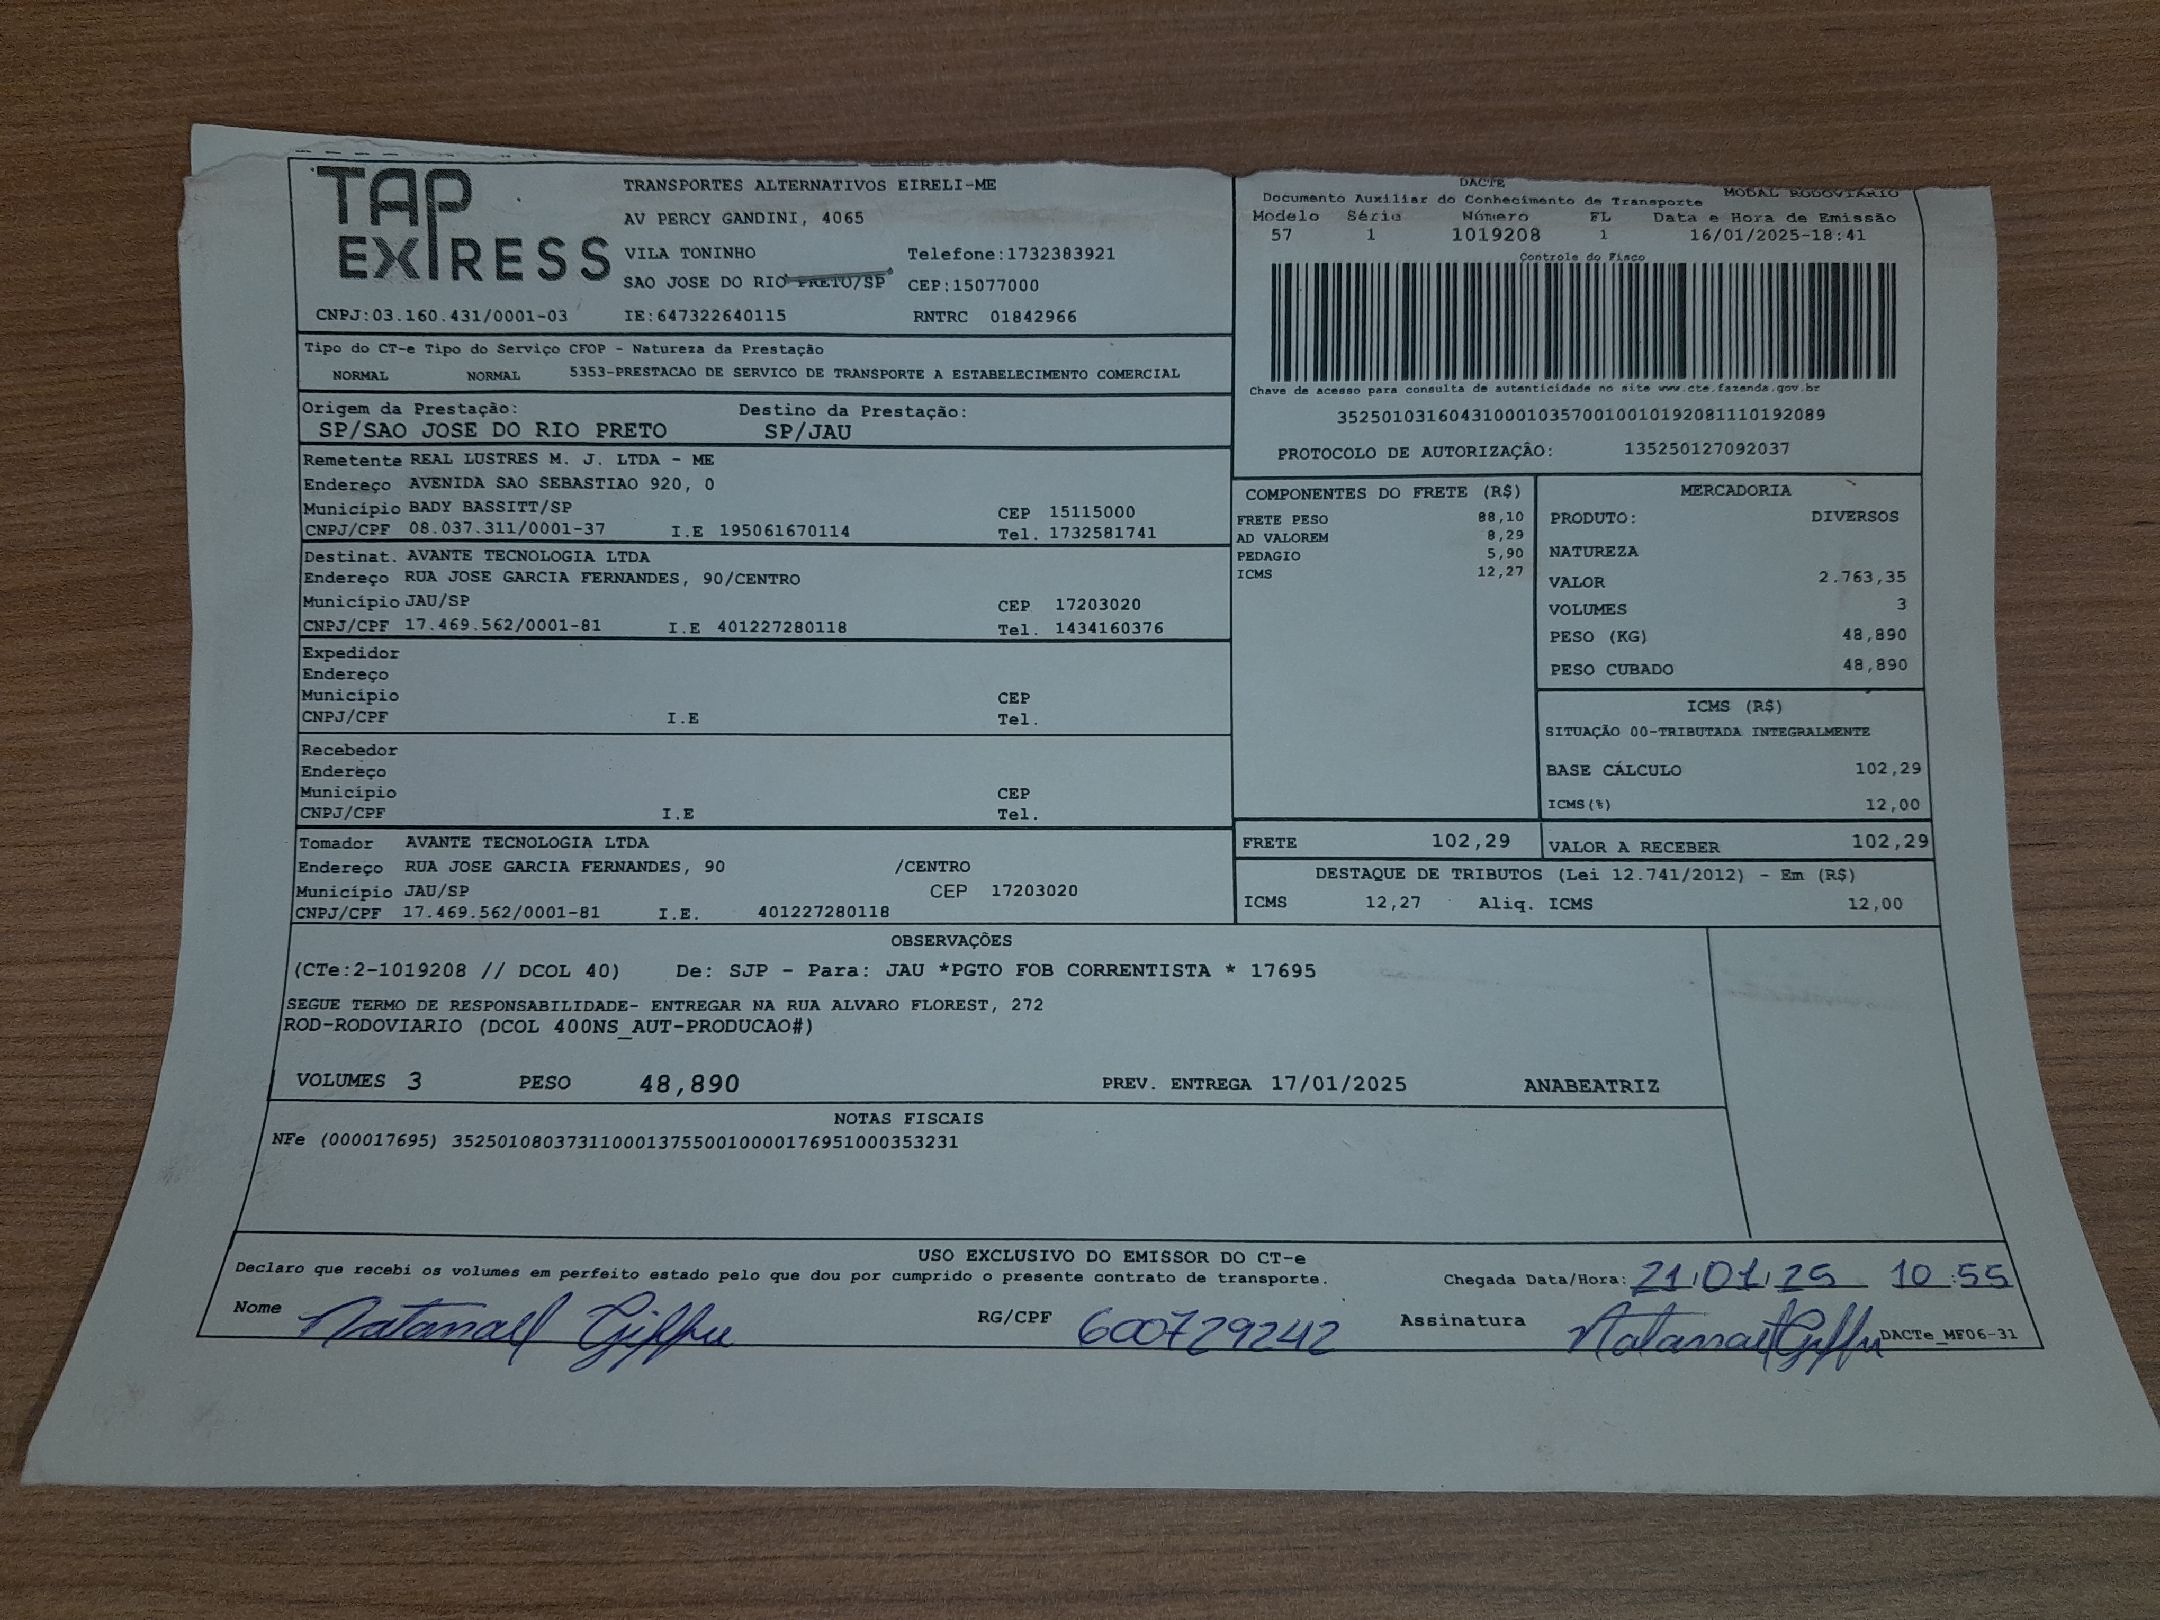 TAP EXPRESS
TRANSPORTES ALTERNATIVOS EIRELI-ME
AV PERCY GANDINI, 4065
VILA TONINHO Telefone:1732383921
SAO JOSE DO RIO PRETO/SP CEP:15077000
CNPJ:03.160.431/0001-03 IE:647322640115 RNTRC 01842966
DACTE
Documento Auxiliar do Conhecimento de Transporte MODAL RODOVIARIO
Modelo Série Número FL Data e Hora de Emissão
57 1 1019208 1 16/01/2025-18:41
Controle do Fisco
Chave de acesso para consulta de autenticidade no site www.cte.fazenda.gov.br
35250103160431000103570010010192081110192089
PROTOCOLO DE AUTORIZAÇÃO: 135250127092037
Tipo do CT-e Tipo do Serviço CFOP - Natureza da Prestação
NORMAL NORMAL 5353-PRESTACAO DE SERVICO DE TRANSPORTE A ESTABELECIMENTO COMERCIAL
Origem da Prestação: Destino da Prestação:
SP/SAO JOSE DO RIO PRETO SP/JAU
Remetente REAL LUSTRES M. J. LTDA - ME
Endereço AVENIDA SAO SEBASTIAO 920, 0
Município BADY BASSITT/SP CEP 15115000
CNPJ/CPF 08.037.311/0001-37 I.E 195061670114 Tel. 1732581741
Destinat. AVANTE TECNOLOGIA LTDA
Endereço RUA JOSE GARCIA FERNANDES, 90/CENTRO
Município JAU/SP CEP 17203020
CNPJ/CPF 17.469.562/0001-81 I.E 401227280118 Tel. 1434160376
Expedidor
Endereço
Município CEP
CNPJ/CPF I.E Tel.
Recebedor
Endereço
Município CEP
CNPJ/CPF I.E Tel.
Tomador AVANTE TECNOLOGIA LTDA
Endereço RUA JOSE GARCIA FERNANDES, 90 /CENTRO
Município JAU/SP CEP 17203020
CNPJ/CPF 17.469.562/0001-81 I.E. 401227280118
COMPONENTES DO FRETE (R$)
FRETE PESO 88,10
AD VALOREM 8,29
PEDAGIO 5,90
ICMS 12,27
MERCADORIA
PRODUTO: DIVERSOS
NATUREZA
VALOR 2.763,35
VOLUMES 3
PESO (KG) 48,890
PESO CUBADO 48,890
ICMS (R$)
SITUAÇÃO 00-TRIBUTADA INTEGRALMENTE
BASE CÁLCULO 102,29
ICMS(%) 12,00
FRETE 102,29 VALOR A RECEBER 102,29
DESTAQUE DE TRIBUTOS (Lei 12.741/2012) - Em (R$)
ICMS 12,27 Aliq. ICMS 12,00
OBSERVAÇÕES
(CTe:2-1019208 // DCOL 40) De: SJP - Para: JAU *PGTO FOB CORRENTISTA * 17695
SEGUE TERMO DE RESPONSABILIDADE- ENTREGAR NA RUA ALVARO FLOREST, 272
ROD-RODOVIARIO (DCOL 400NS_AUT-PRODUCAO#)
VOLUMES 3 PESO 48,890 PREV. ENTREGA 17/01/2025 ANABEATRIZ
NOTAS FISCAIS
NFe (000017695) 35250108037311000137550010000176951000353231
USO EXCLUSIVO DO EMISSOR DO CT-e
Declaro que recebi os volumes em perfeito estado pelo que dou por cumprido o presente contrato de transporte. Chegada Data/Hora: 21/01/25 10:55
Nome Natanael RG/CPF 600729242 Assinatura Natanael DACTe_MF06-31